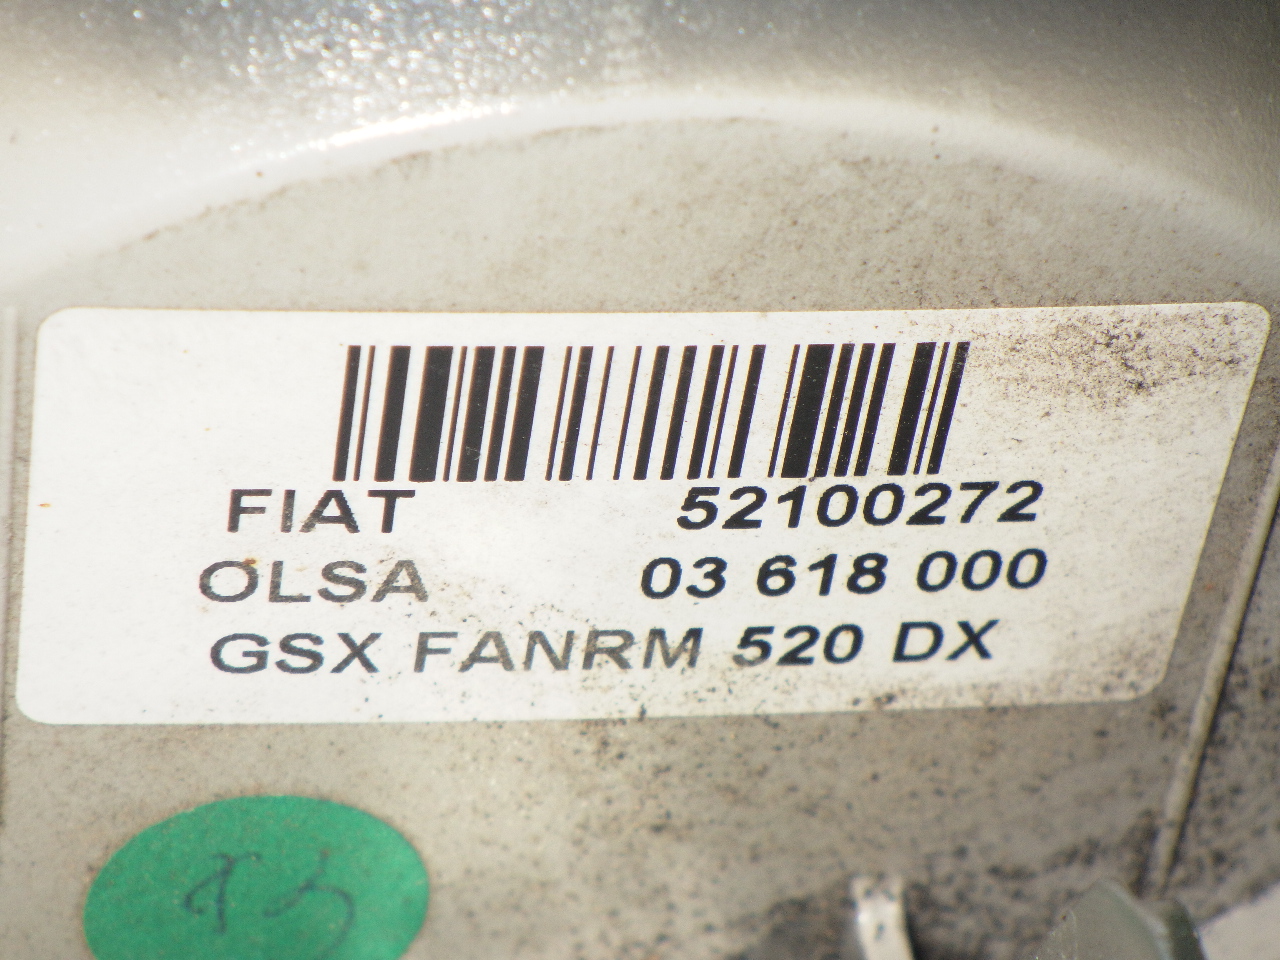 FIAT 52100272
OLSA 03 618 000
GSX FANRM 520 DX